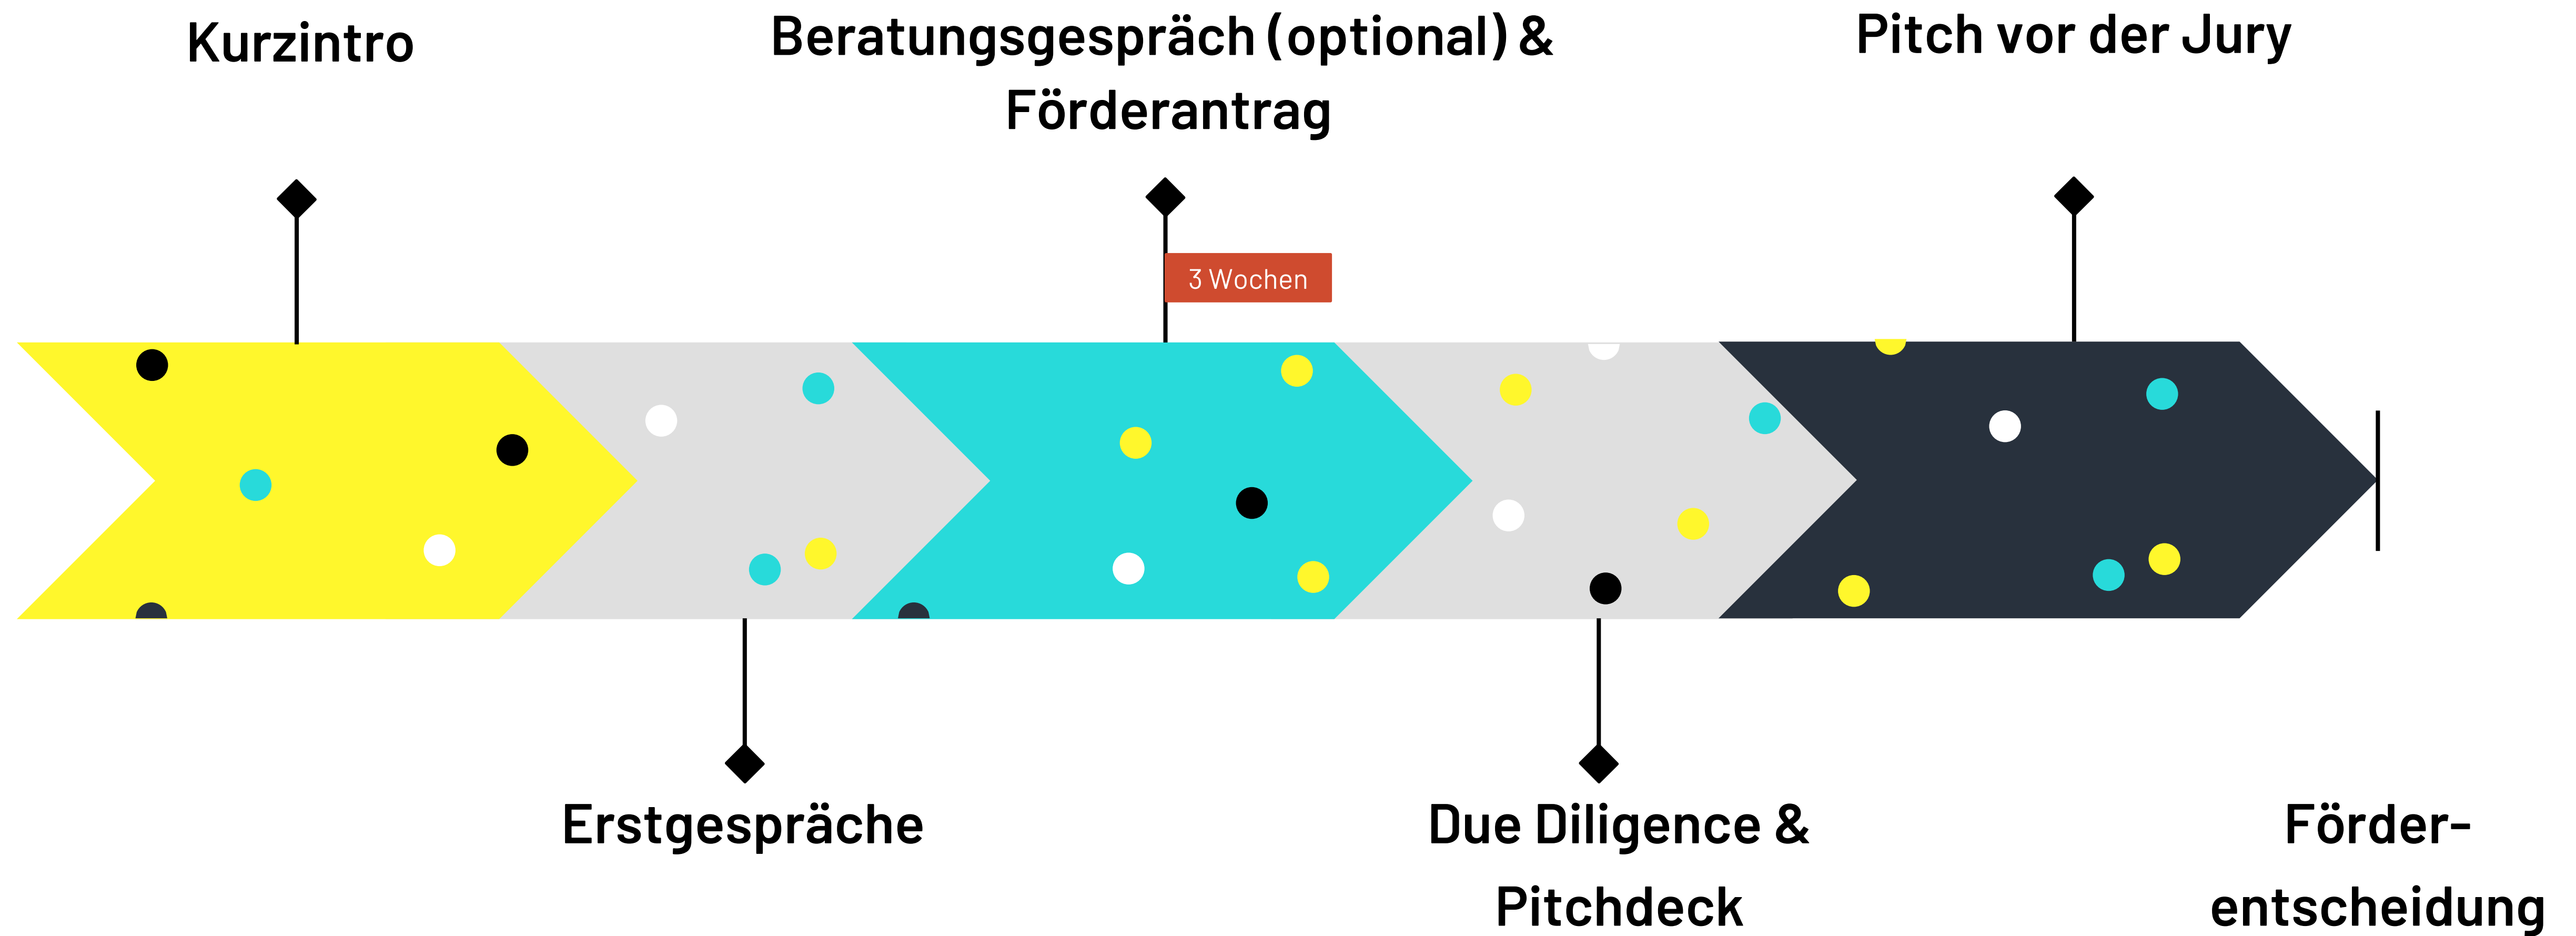 Kurzintro
Beratungsgespräch (optional) &
Förderantrag
Pitch vor der Jury
3 Wochen
Erstgespräche
Due Diligence &
Pitchdeck
Förder-
entscheidung